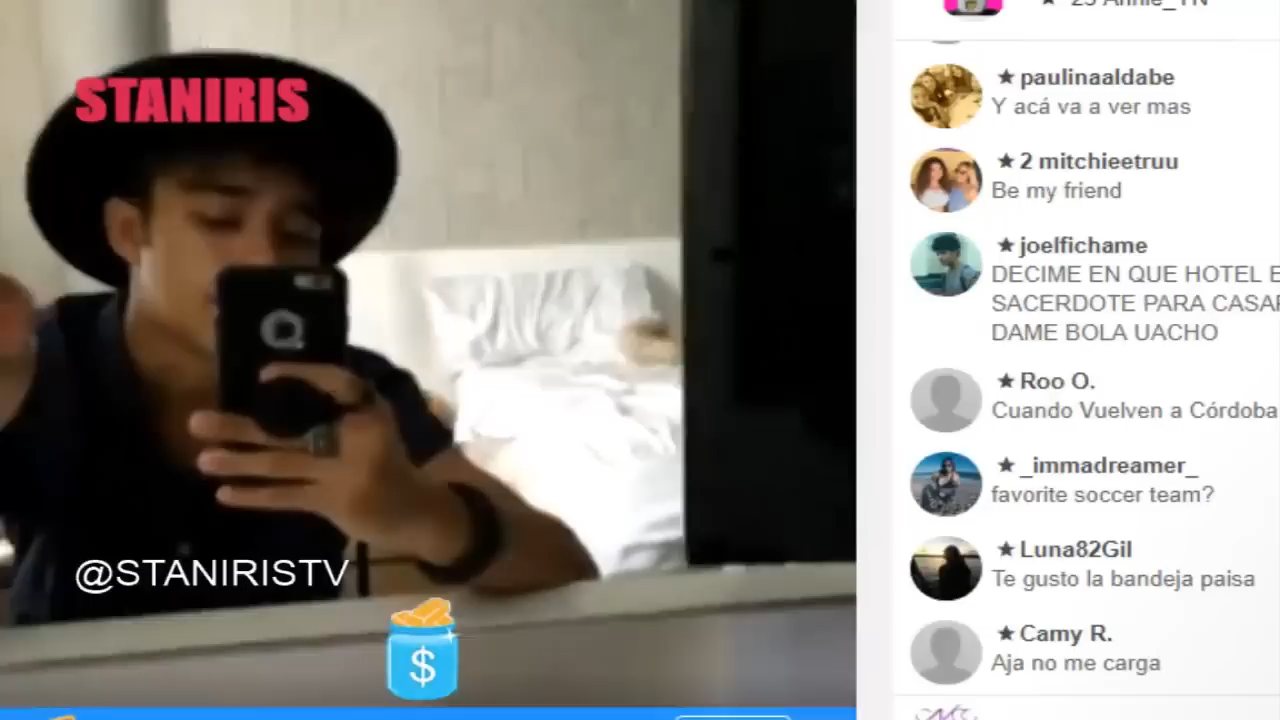 STANIRIS
@STANIRISTV
$
★ 23 Annie_TN
★ paulinaaldabe
Y acá va a ver mas
★ 2 mitchieetruu
Be my friend
★ joelfichame
DECIME EN QUE HOTEL E
SACERDOTE PARA CASAR
DAME BOLA UACHO
★ Roo O.
Cuando Vuelven a Córdoba
★ _immadreamer_
favorite soccer team?
★ Luna82Gil
Te gusto la bandeja paisa
★ Camy R.
Aja no me carga